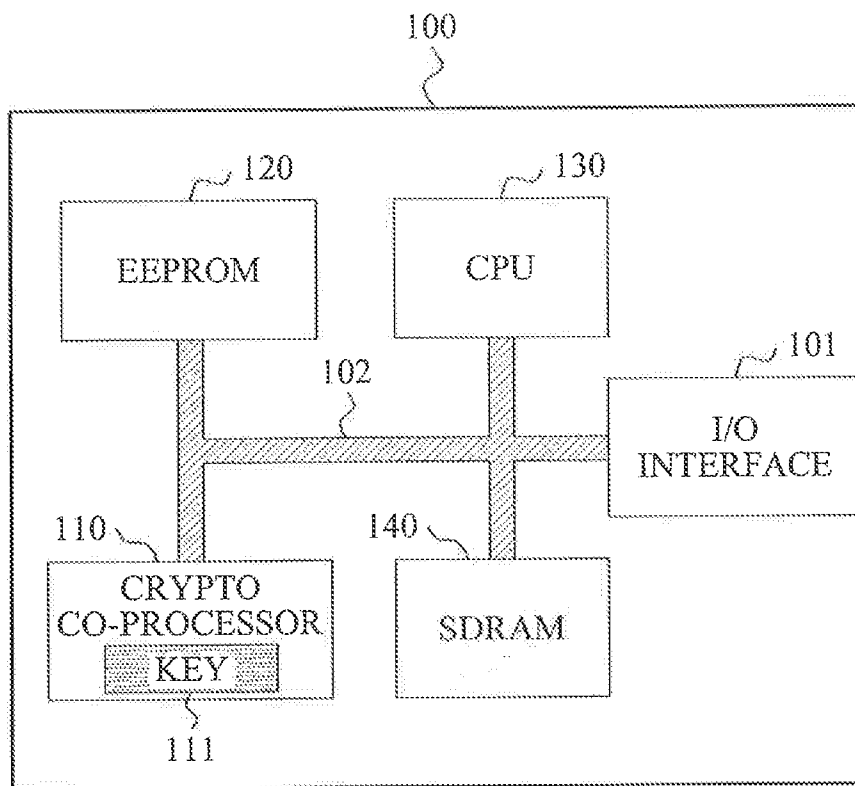 100
120
130
EEPROM
CPU
102
101
I/O
INTERFACE
110
140
CRYPTO
CO-PROCESSOR
KEY
SDRAM
111